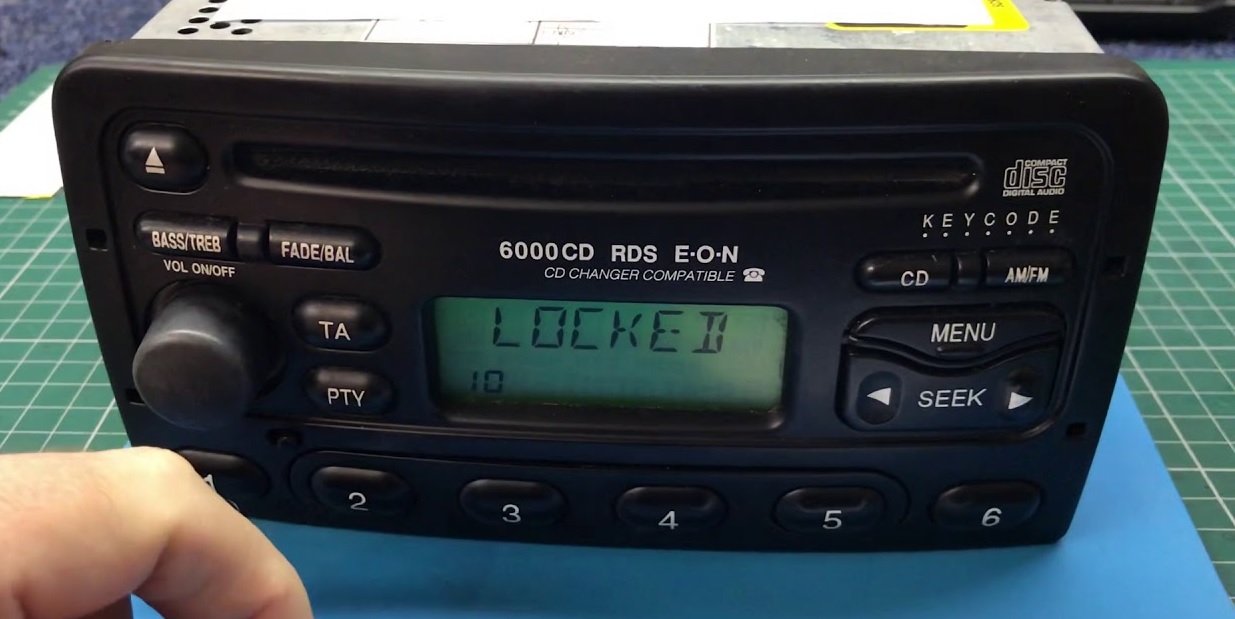 COMPACT
disc
DIGITAL AUDIO
KEYCODE
BASS/TREB
FADE/BAL
6000CD RDS E·O·N
CD CHANGER COMPATIBLE
CD
AM/FM
VOL ON/OFF
TA
LOCKED
MENU
10
PTY
SEEK
1
2
3
4
5
6